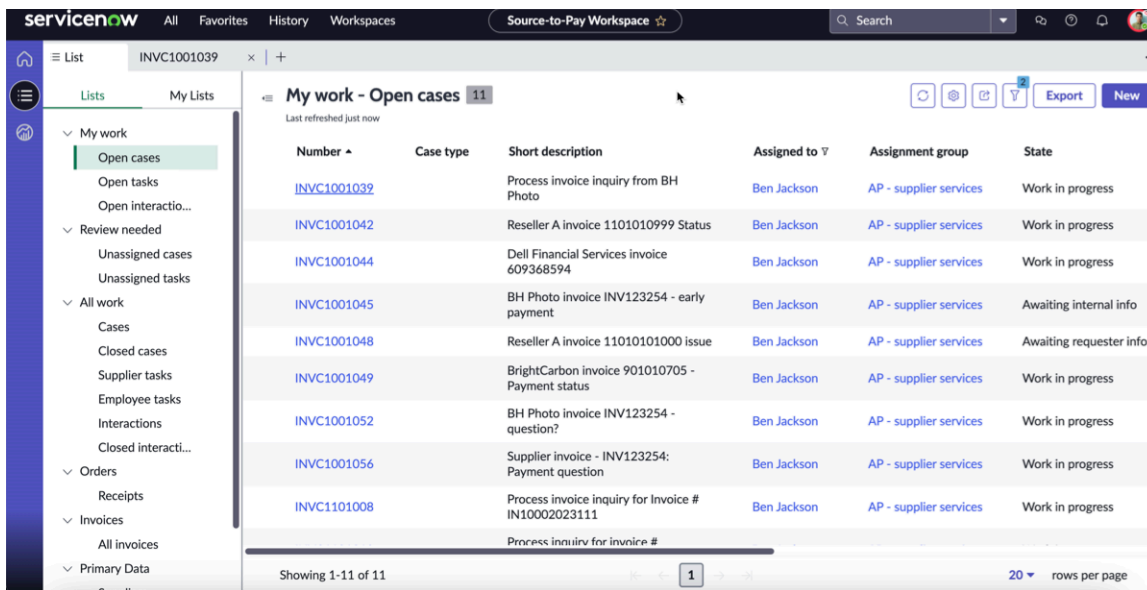 servicenow All Favorites History Workspaces Source-to-Pay Workspace Search
List INVC1001039
Lists My Lists
My work
Open cases
Open tasks
Open interactio...
Review needed
Unassigned cases
Unassigned tasks
All work
Cases
Closed cases
Supplier tasks
Employee tasks
Interactions
Closed interacti...
Orders
Receipts
Invoices
All invoices
Primary Data
My work - Open cases 11
2
Export New
Last refreshed just now
Number Case type Short description Assigned to Assignment group State
INVC1001039 Process invoice inquiry from BH Ben Jackson AP - supplier services Work in progress
Photo
INVC1001042 Reseller A invoice 1101010999 Status Ben Jackson AP - supplier services Work in progress
INVC1001044 Dell Financial Services invoice Ben Jackson AP - supplier services Work in progress
609368594
INVC1001045 BH Photo invoice INV123254 - early Ben Jackson AP - supplier services Awaiting internal info
payment
INVC1001048 Reseller A invoice 11010101000 issue Ben Jackson AP - supplier services Awaiting requester info
INVC1001049 BrightCarbon invoice 901010705 - Ben Jackson AP - supplier services Work in progress
Payment status
INVC1001052 BH Photo invoice INV123254 - Ben Jackson AP - supplier services Work in progress
question?
INVC1001056 Supplier invoice - INV123254: Ben Jackson AP - supplier services Work in progress
Payment question
INVC1101008 Process invoice inquiry for Invoice # Ben Jackson AP - supplier services Work in progress
IN10002023111
Process inquiry for invoice #
Showing 1-11 of 11 1 20 rows per page